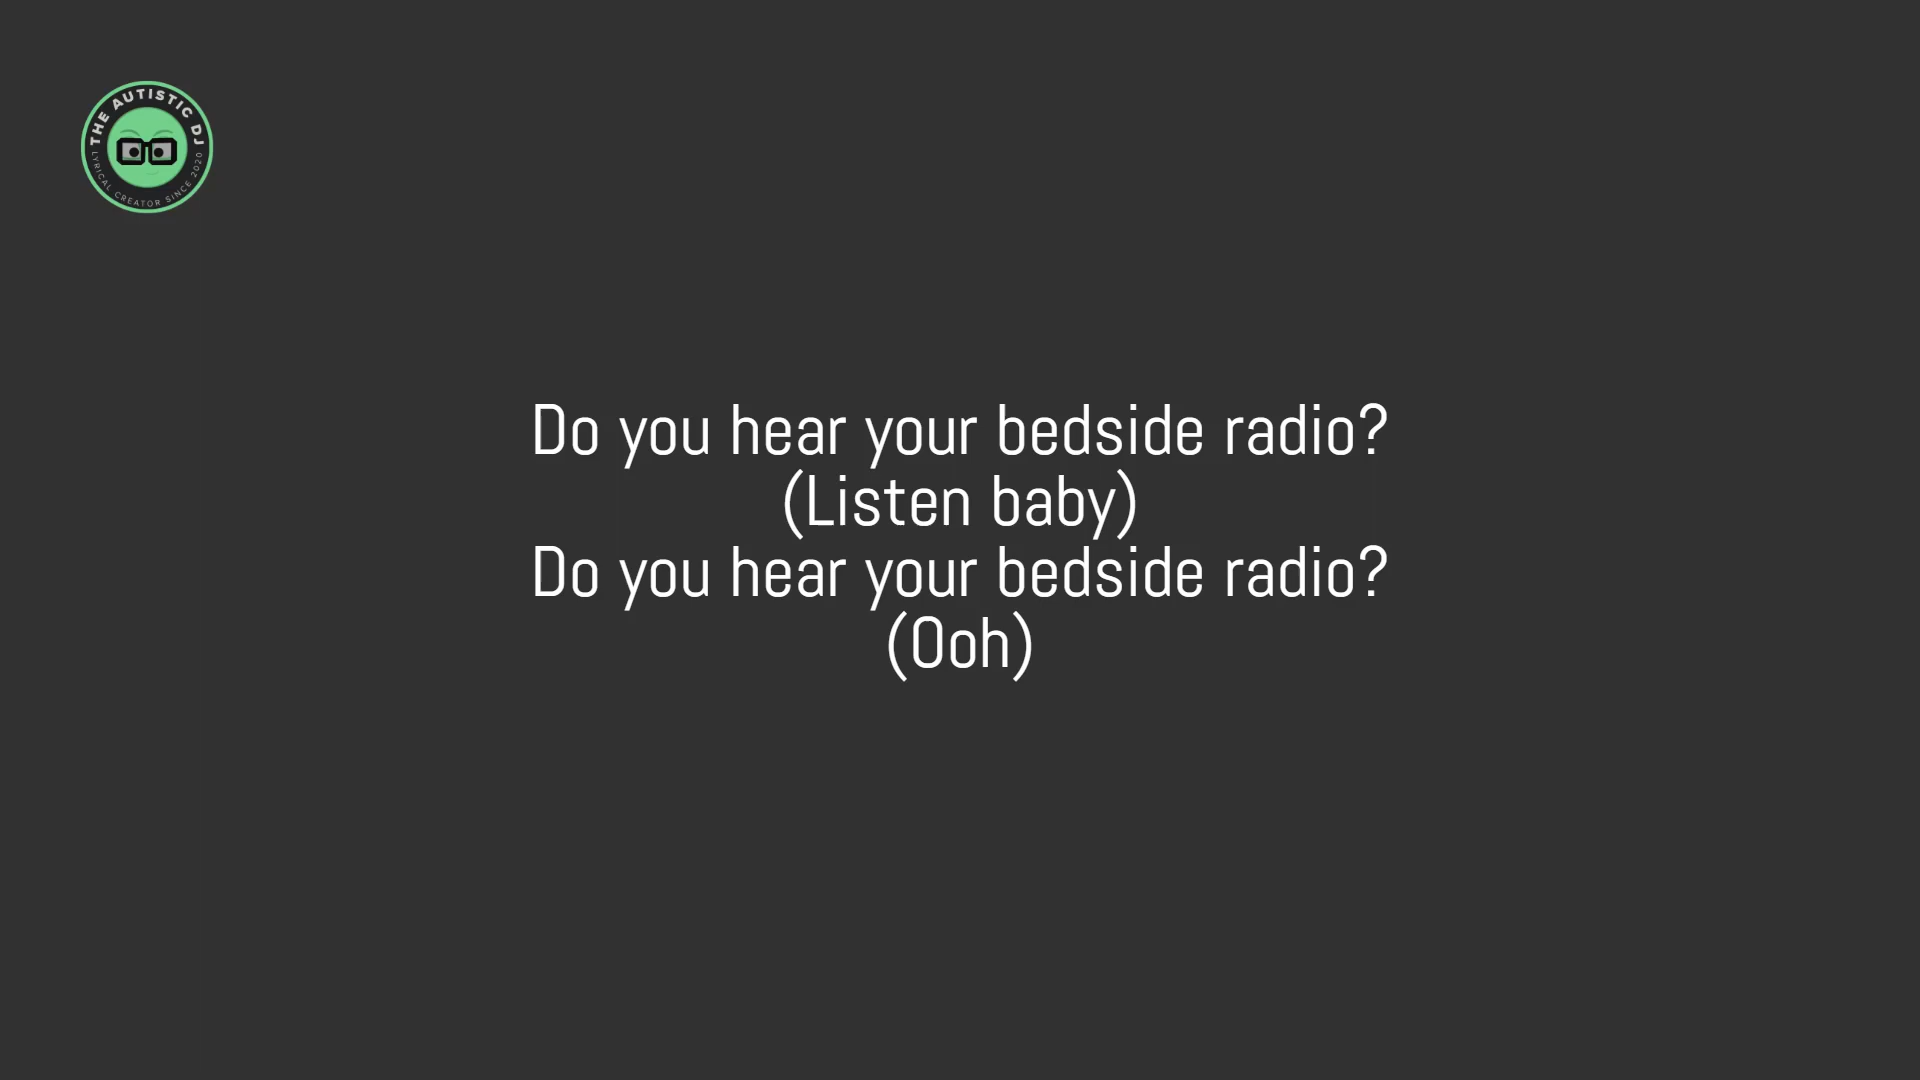 THE AUTISTIC DJ
LYRICAL CREATOR SINCE 2020
Do you hear your bedside radio?
(Listen baby)
Do you hear your bedside radio?
(Ooh)